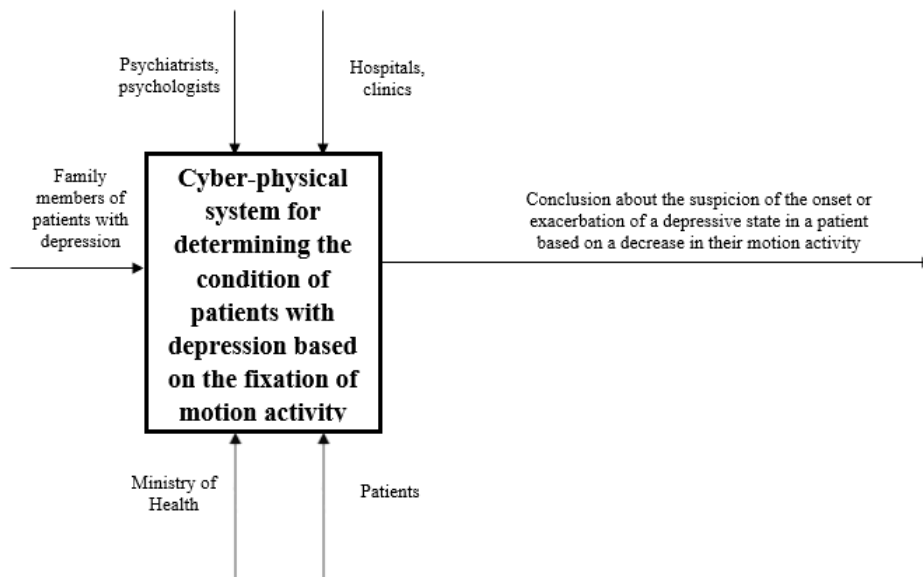 Psychiatrists,
psychologists
Hospitals,
clinics
Family
members of
patients with
depression
Cyber-physical
system for
determining the
condition of
patients with
depression based
on the fixation of
motion activity
Conclusion about the suspicion of the onset or
exacerbation of a depressive state in a patient
based on a decrease in their motion activity
Ministry of
Health
Patients